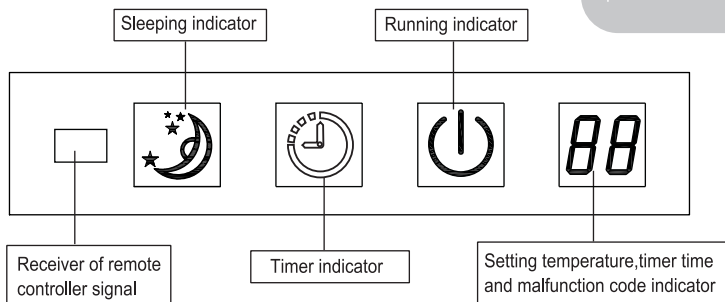 Sleeping indicator
Running indicator
88
Receiver of remote
controller signal
Timer indicator
Setting temperature,timer time
and malfunction code indicator